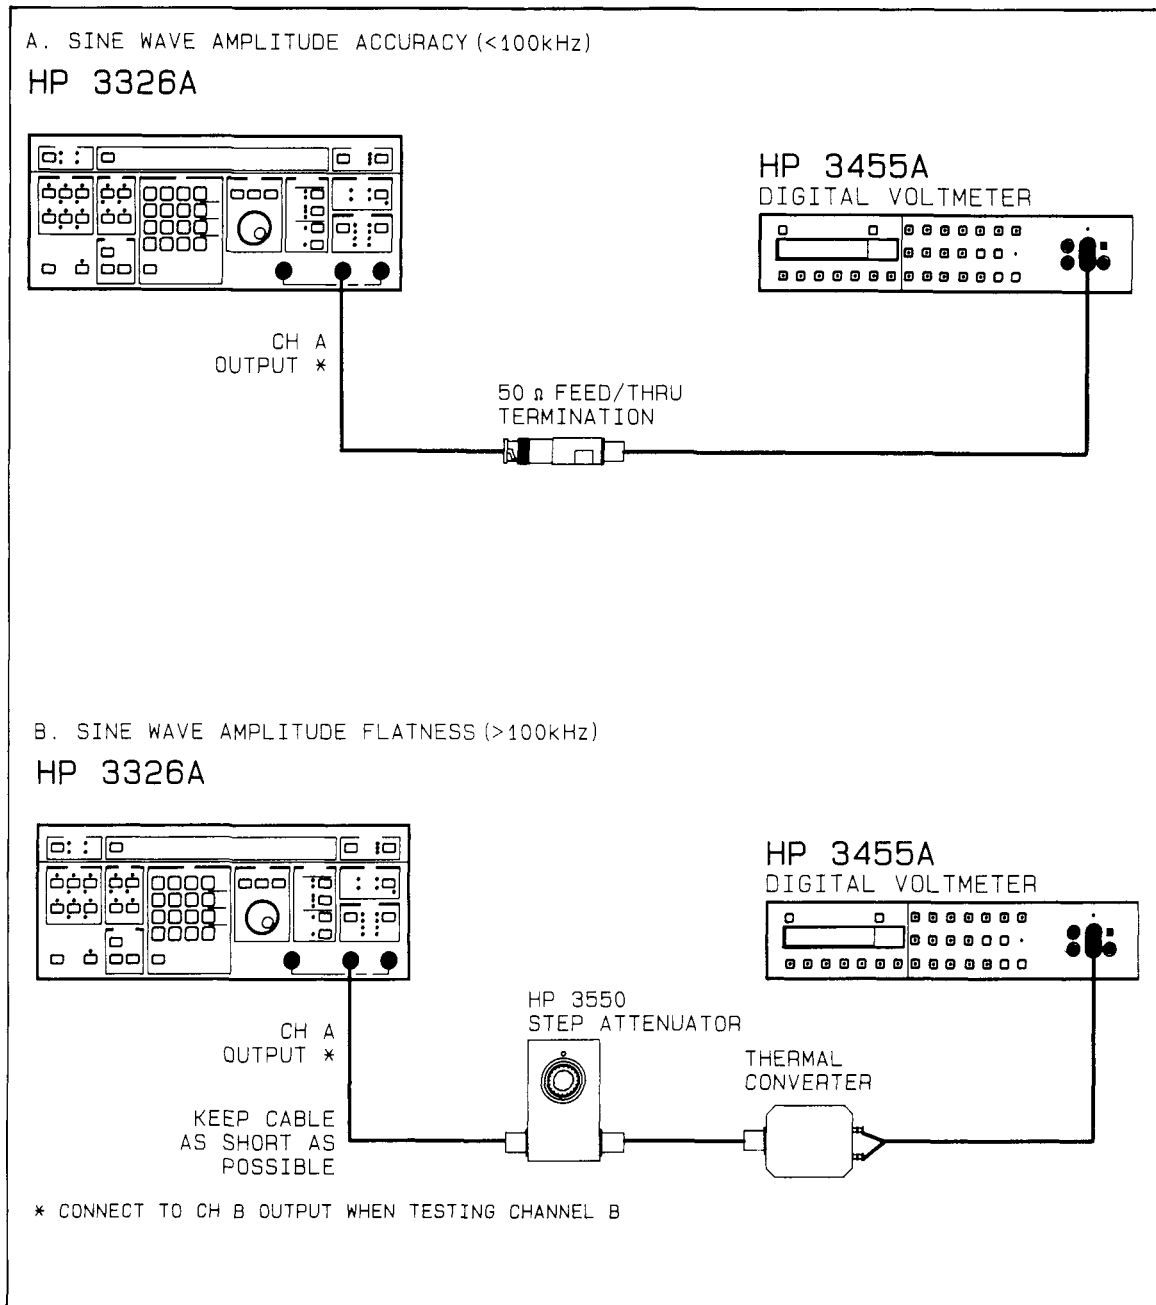 A. SINE WAVE AMPLITUDE ACCURACY (<100kHz)
HP 3326A
HP 3455A
DIGITAL VOLTMETER
CH A
OUTPUT *
50 Ω FEED/THRU
TERMINATION
B. SINE WAVE AMPLITUDE FLATNESS (>100kHz)
HP 3326A
HP 3455A
DIGITAL VOLTMETER
HP 3550
STEP ATTENUATOR
CH A
OUTPUT *
THERMAL
CONVERTER
KEEP CABLE
AS SHORT AS
POSSIBLE
* CONNECT TO CH B OUTPUT WHEN TESTING CHANNEL B